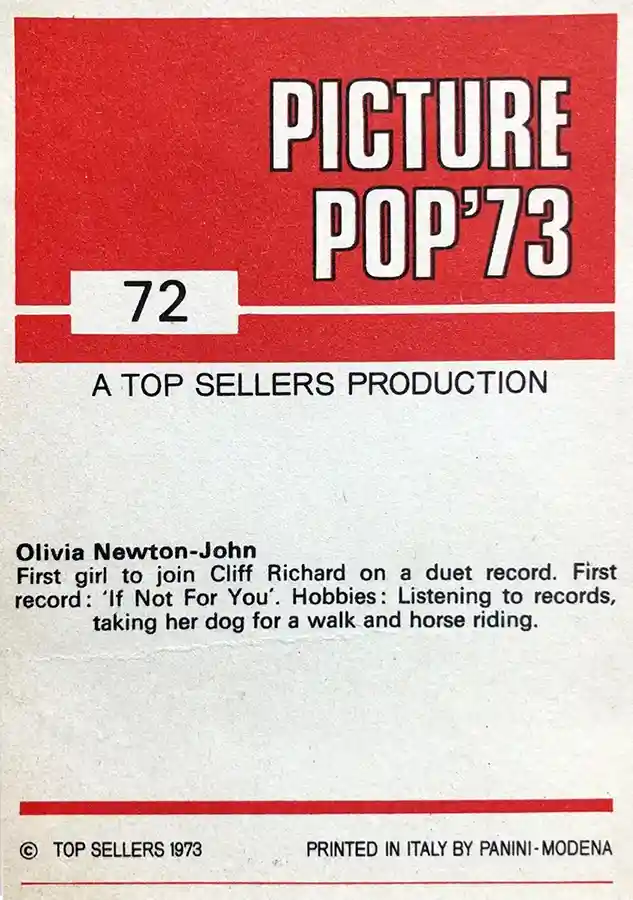 PICTURE
POP'73
72
A TOP SELLERS PRODUCTION
Olivia Newton-John
First girl to join Cliff Richard on a duet record. First
record: 'If Not For You'. Hobbies: Listening to records,
taking her dog for a walk and horse riding.
© TOP SELLERS 1973 PRINTED IN ITALY BY PANINI-MODENA